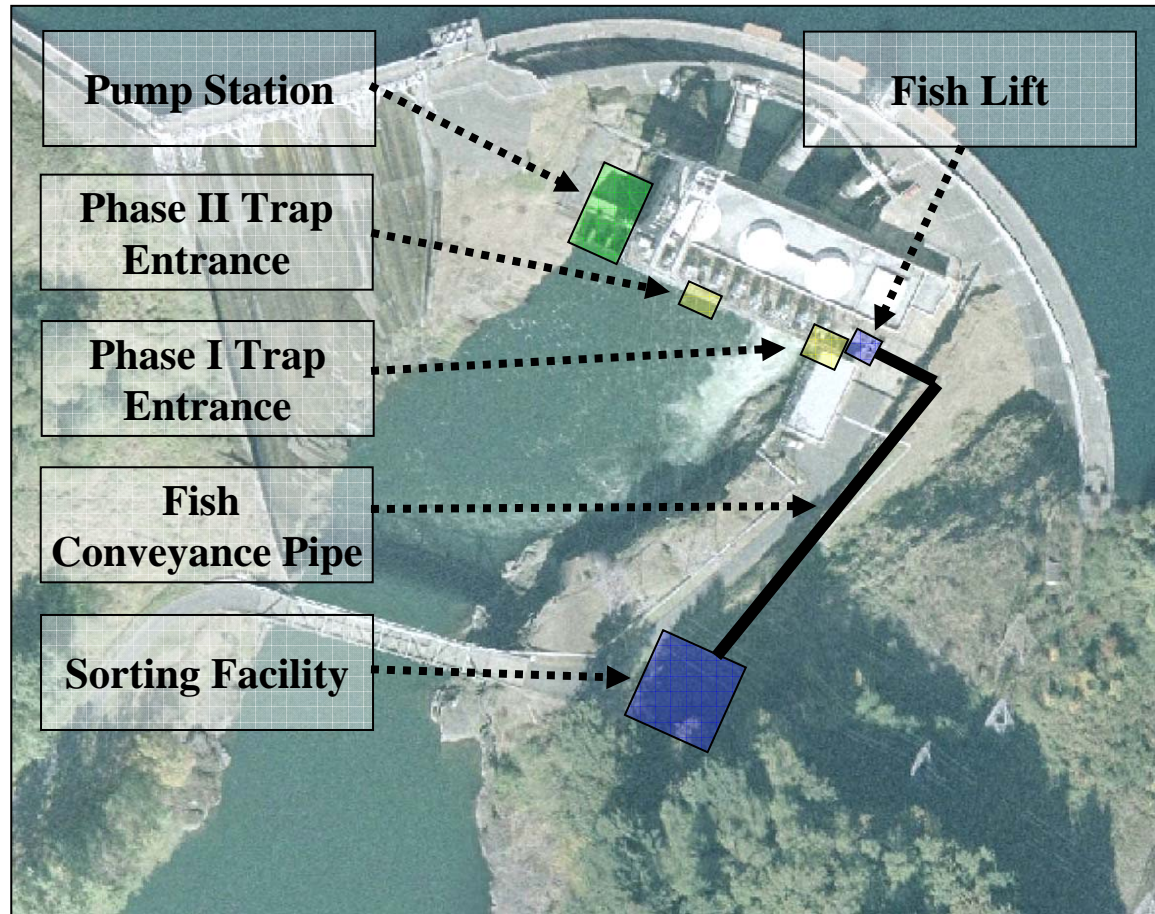 Pump Station
Fish Lift
Phase II Trap
Entrance
Phase I Trap
Entrance
Fish
Conveyance Pipe
Sorting Facility